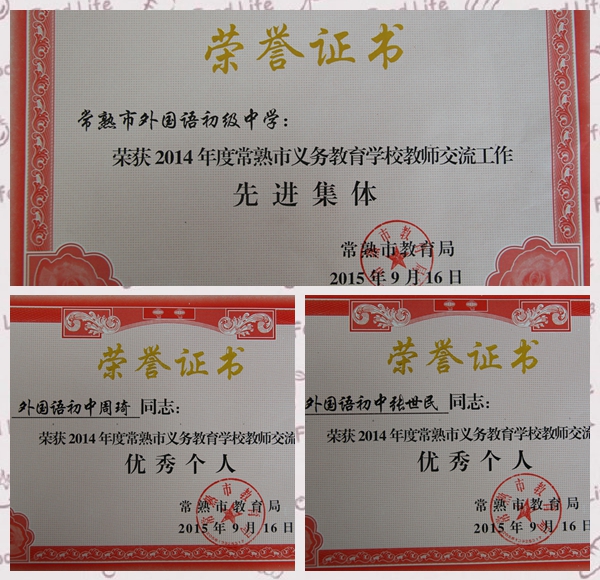 荣誉证书
常熟市外国语初级中学：
荣获2014年度常熟市义务教育学校教师交流工作
先进集体
常熟市教育局
2015年9月16日
荣誉证书
外国语初中周琦 同志：
荣获2014年度常熟市义务教育学校教师交流
优秀个人
常熟市教育局
2015年9月16日
荣誉证书
外国语初中张世民 同志：
荣获2014年度常熟市义务教育学校教师交流
优秀个人
常熟市教育局
2015年9月16